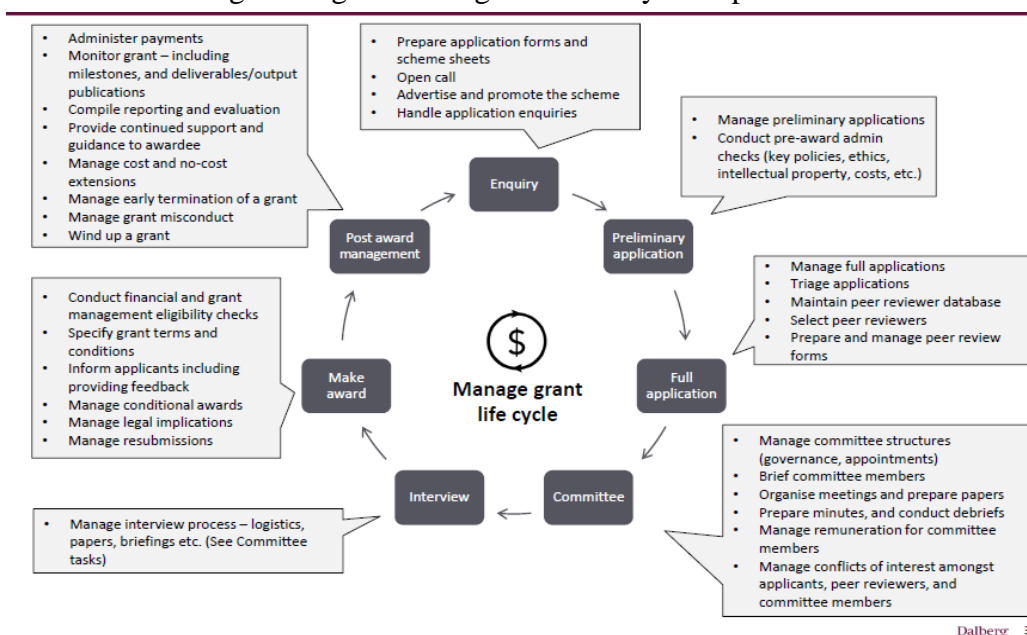 • Administer payments
• Monitor grant – including
milestones, and deliverables/output
publications
• Compile reporting and evaluation
• Provide continued support and
guidance to awardee
• Manage cost and no-cost
extensions
• Manage early termination of a grant
• Manage grant misconduct
• Wind up a grant
• Prepare application forms and
scheme sheets
• Open call
• Advertise and promote the scheme
• Handle application enquiries
• Manage preliminary applications
• Conduct pre-award admin
checks (key policies, ethics,
intellectual property, costs, etc.)
Enquiry
Post award
management
Preliminary
application
• Manage full applications
• Triage applications
• Maintain peer reviewer database
• Select peer reviewers
• Prepare and manage peer review
forms
• Conduct financial and grant
management eligibility checks
• Specify grant terms and
conditions
• Inform applicants including
providing feedback
• Manage conditional awards
• Manage legal implications
• Manage resubmissions
$
Manage grant
life cycle
Make
award
Full
application
• Manage committee structures
(governance, appointments)
• Brief committee members
• Organise meetings and prepare papers
• Prepare minutes, and conduct debriefs
• Manage remuneration for committee
members
• Manage conflicts of interest amongst
applicants, peer reviewers, and
committee members
Interview
Committee
• Manage interview process – logistics,
papers, briefings etc. (See Committee
tasks)
Dalberg